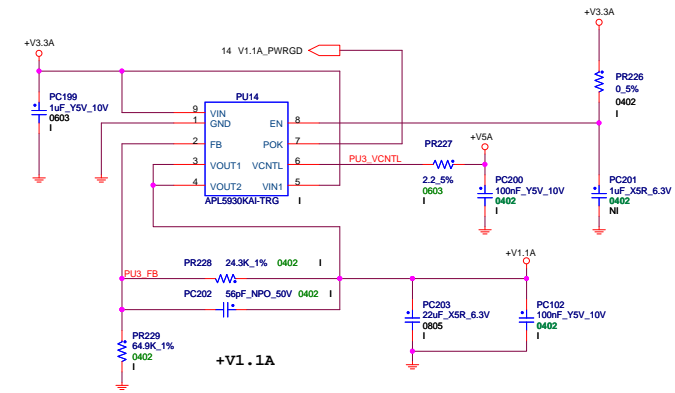 +V3.3A
+V3.3A
14 V1.1A_PWRGD
PC199
1uF_Y5V_10V
0603
I
PU14
9 VIN
1 GND
2 FB
3 VOUT1
4 VOUT2
EN 8
POK 7
VCNTL 6
VIN1 5
APL5930KAI-TRG I
PR226
0_5%
0402
I
PU3_VCNTL
PR227
2.2_5%
0603
I
+V5A
PC200
100nF_Y5V_10V
0402
I
PC201
1uF_X5R_6.3V
0402
NI
PU3_FB
PR228 24.3K_1% 0402 I
PC202 56pF_NPO_50V 0402 I
+V1.1A
PC203
22uF_X5R_6.3V
0805
I
PC102
100nF_Y5V_10V
0402
I
PR229
64.9K_1%
0402
I
+V1.1A